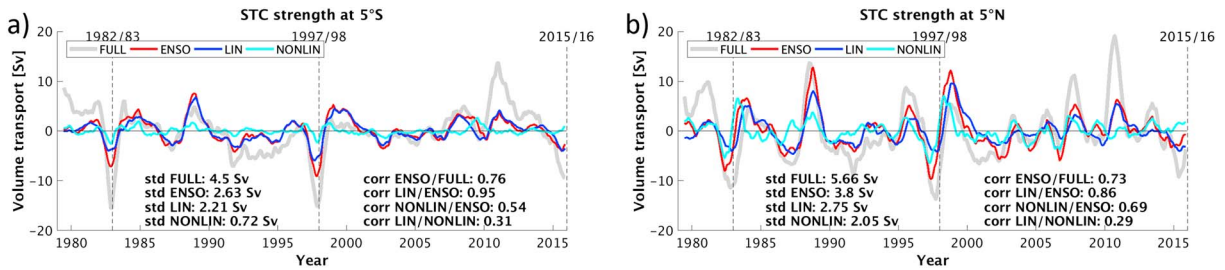 a)
STC strength at 5°S
1982/83
1997/98
2015/16
FULL ENSO LIN NONLIN
Volume transport [Sv]
20
10
0
-10
-20
std FULL: 4.5 Sv
std ENSO: 2.63 Sv
std LIN: 2.21 Sv
std NONLIN: 0.72 Sv
corr ENSO/FULL: 0.76
corr LIN/ENSO: 0.95
corr NONLIN/ENSO: 0.54
corr LIN/NONLIN: 0.31
1980 1985 1990 1995 2000 2005 2010 2015
Year
b)
STC strength at 5°N
1982/83
1997/98
2015/16
FULL ENSO LIN NONLIN
Volume transport [Sv]
20
10
0
-10
-20
std FULL: 5.66 Sv
std ENSO: 3.8 Sv
std LIN: 2.75 Sv
std NONLIN: 2.05 Sv
corr ENSO/FULL: 0.73
corr LIN/ENSO: 0.86
corr NONLIN/ENSO: 0.69
corr LIN/NONLIN: 0.29
1980 1985 1990 1995 2000 2005 2010 2015
Year